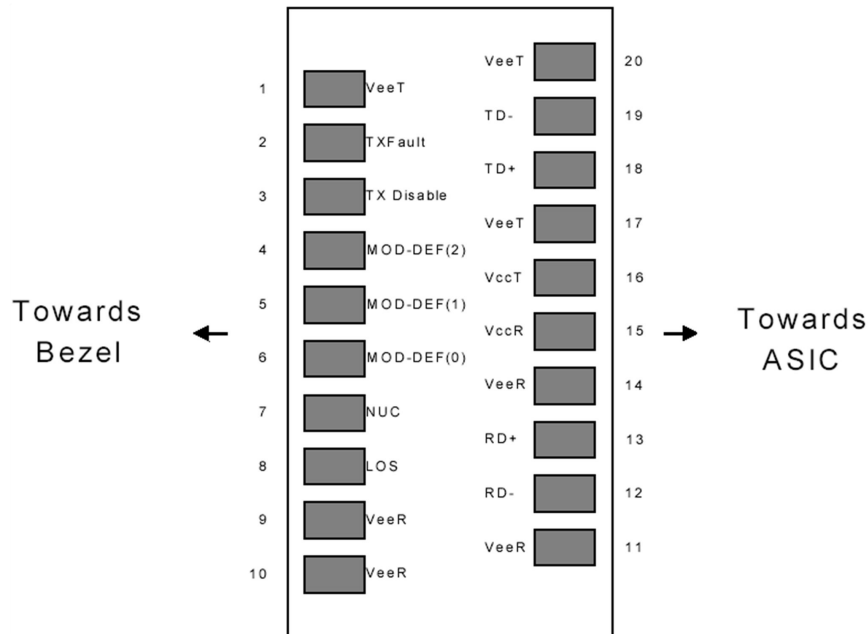 VeeT 20
1 VeeT
TD- 19
2 TXFault
TD+ 18
3 TX Disable
VeeT 17
4 MOD-DEF(2)
VccT 16
5 MOD-DEF(1)
Towards
Bezel
VccR 15
Towards
ASIC
6 MOD-DEF(0)
VeeR 14
7 NUC
RD+ 13
8 LOS
RD- 12
9 VeeR
VeeR 11
10 VeeR